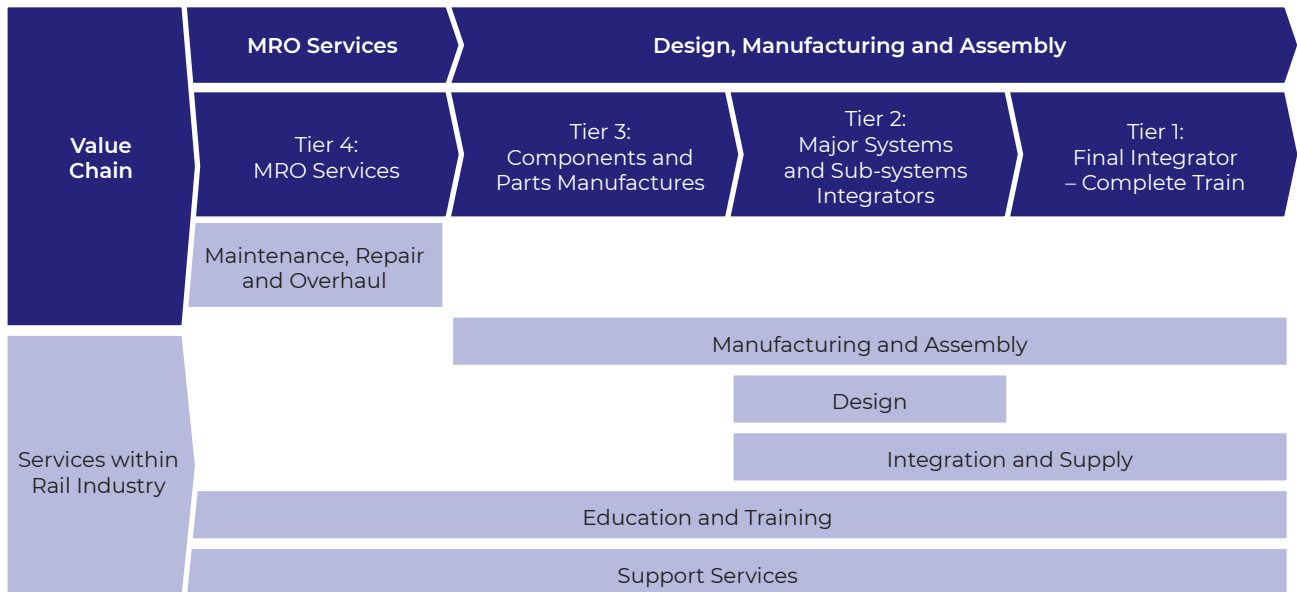 MRO Services
Design, Manufacturing and Assembly
Value
Chain
Tier 4:
MRO Services
Tier 3:
Components and
Parts Manufactures
Tier 2:
Major Systems
and Sub-systems
Integrators
Tier 1:
Final Integrator
– Complete Train
Maintenance, Repair
and Overhaul
Manufacturing and Assembly
Design
Services within
Rail Industry
Integration and Supply
Education and Training
Support Services